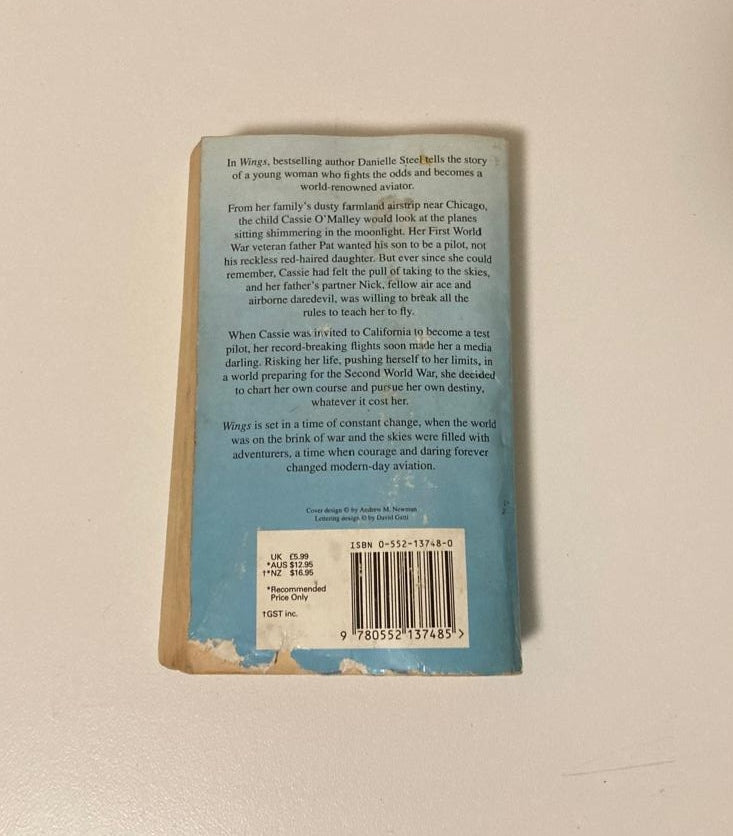 In Wings, bestselling author Danielle Steel tells the story
of a young woman who fights the odds and becomes a
world-renowned aviator.
From her family's dusty farmland airstrip near Chicago,
the child Cassie O'Malley would look at the planes
sitting shimmering in the moonlight. Her First World
War veteran father Pat wanted his son to be a pilot, not
his reckless red-haired daughter. But ever since she could
remember, Cassie had felt the pull of taking to the skies,
and her father's partner Nick, fellow air ace and
airborne daredevil, was willing to break all the
rules to teach her to fly.
When Cassie was invited to California to become a test
pilot, her record-breaking flights soon made her a media
darling. Risking her life, pushing herself to her limits, in
a world preparing for the Second World War, she decided
to chart her own course and pursue her own destiny,
whatever it cost her.
Wings is set in a time of constant change, when the world
was on the brink of war and the skies were filled with
adventurers, a time when courage and daring forever
changed modern-day aviation.
Cover design © by Andrew M. Newman
Lettering design © by David Gatti
UK £5.99
*AUS $12.95
†*NZ $16.95
*Recommended
Price Only
†GST inc.
ISBN 0-552-13748-0
9 780552 137485 >